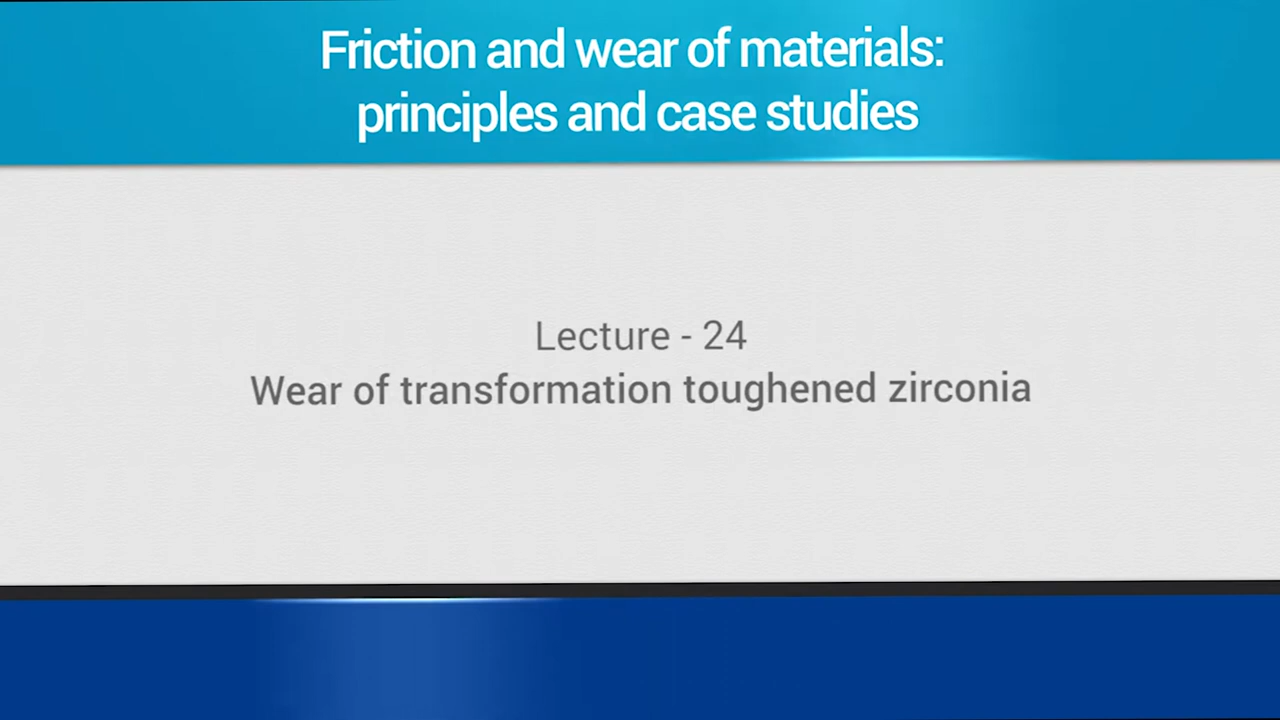 Friction and wear of materials:
principles and case studies
Lecture - 24
Wear of transformation toughened zirconia